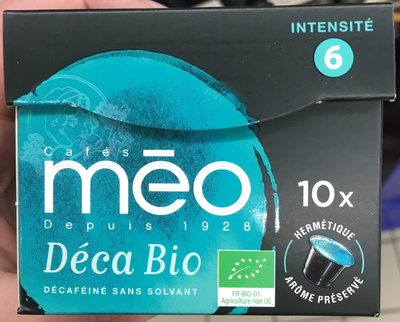 INTENSITÉ
6
Cafés
mēo
Depuis 1928
Déca Bio
DÉCAFÉINÉ SANS SOLVANT
10x
HERMÉTIQUE
ARÔME PRÉSERVÉ
FR-BIO-01
Agriculture non UE